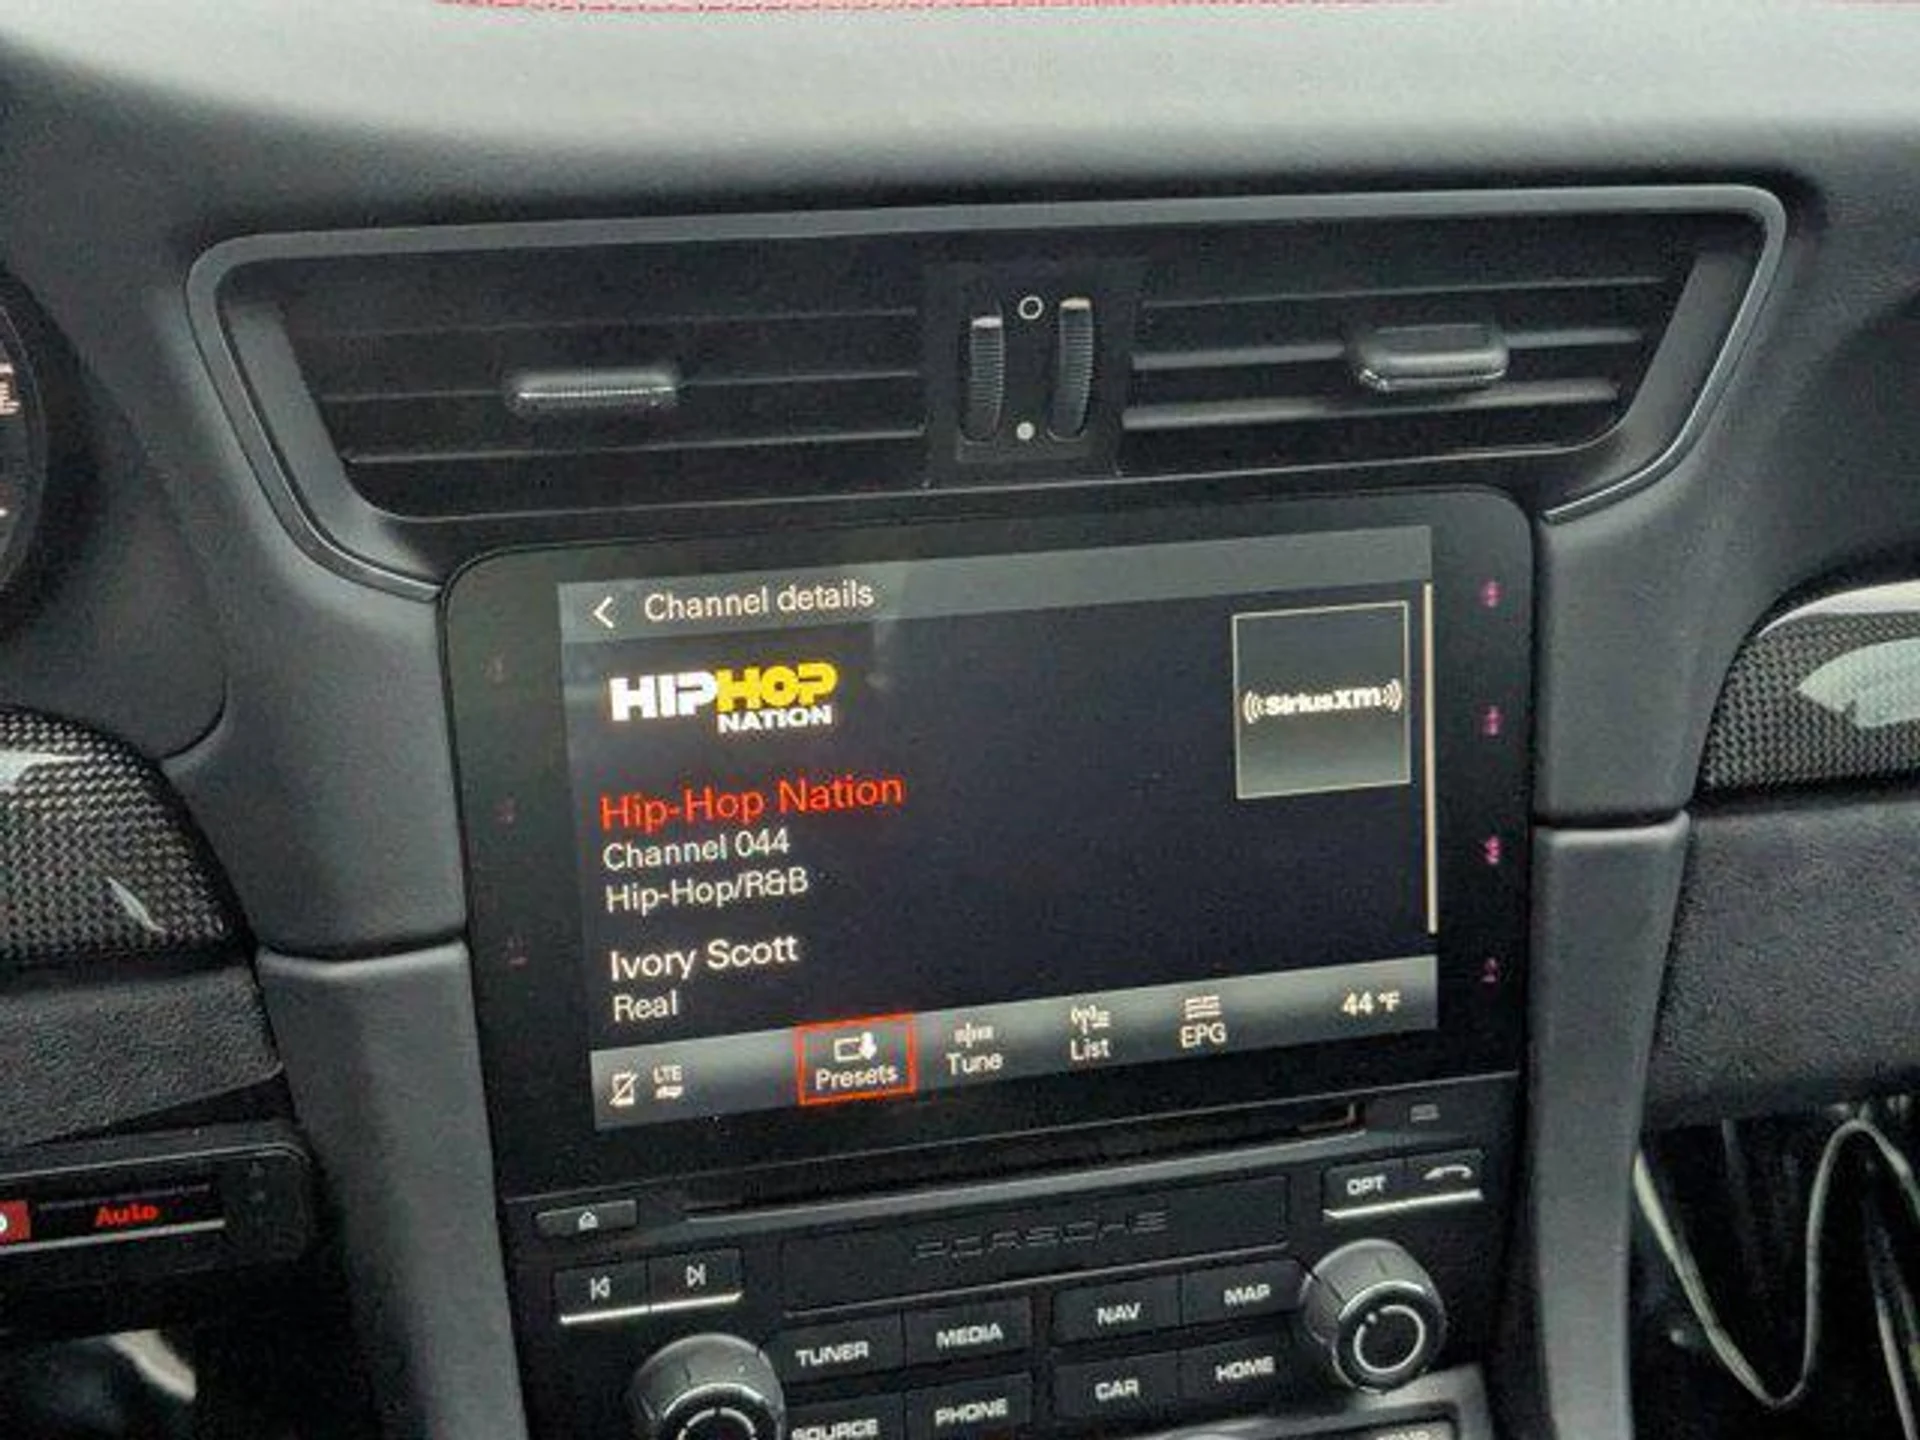 Channel details
HIPHOP
NATION
((SiriusXM))
Hip-Hop Nation
Channel 044
Hip-Hop/R&B
Ivory Scott
Real
LTE
Presets
Tune
List
EPG
44 °F
Auto
OPT
PORSCHE
TUNER
MEDIA
NAV
MAP
SOURCE
PHONE
CAR
HOME